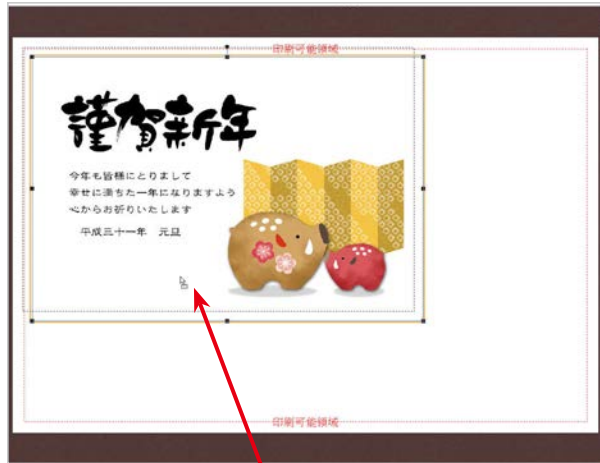 印刷可能領域
謹賀新年
今年も皆様にとりまして
幸せに満ちた一年になりますよう
心からお祈りいたします
平成三十一年　元旦
印刷可能領域